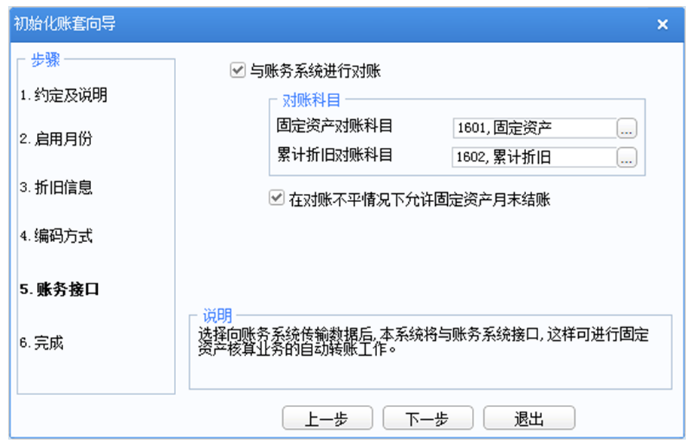 初始化账套向导
步骤
1.约定及说明
2.启用月份
3.折旧信息
4.编码方式
5.账务接口
6.完成
与账务系统进行对账
对账科目
固定资产对账科目 1601,固定资产 ...
累计折旧对账科目 1602,累计折旧 ...
在对账不平情况下允许固定资产月末结账
说明
选择向账务系统传输数据后,本系统将与账务系统接口,这样可进行固定
资产核算业务的自动转账工作。
上一步 下一步 退出